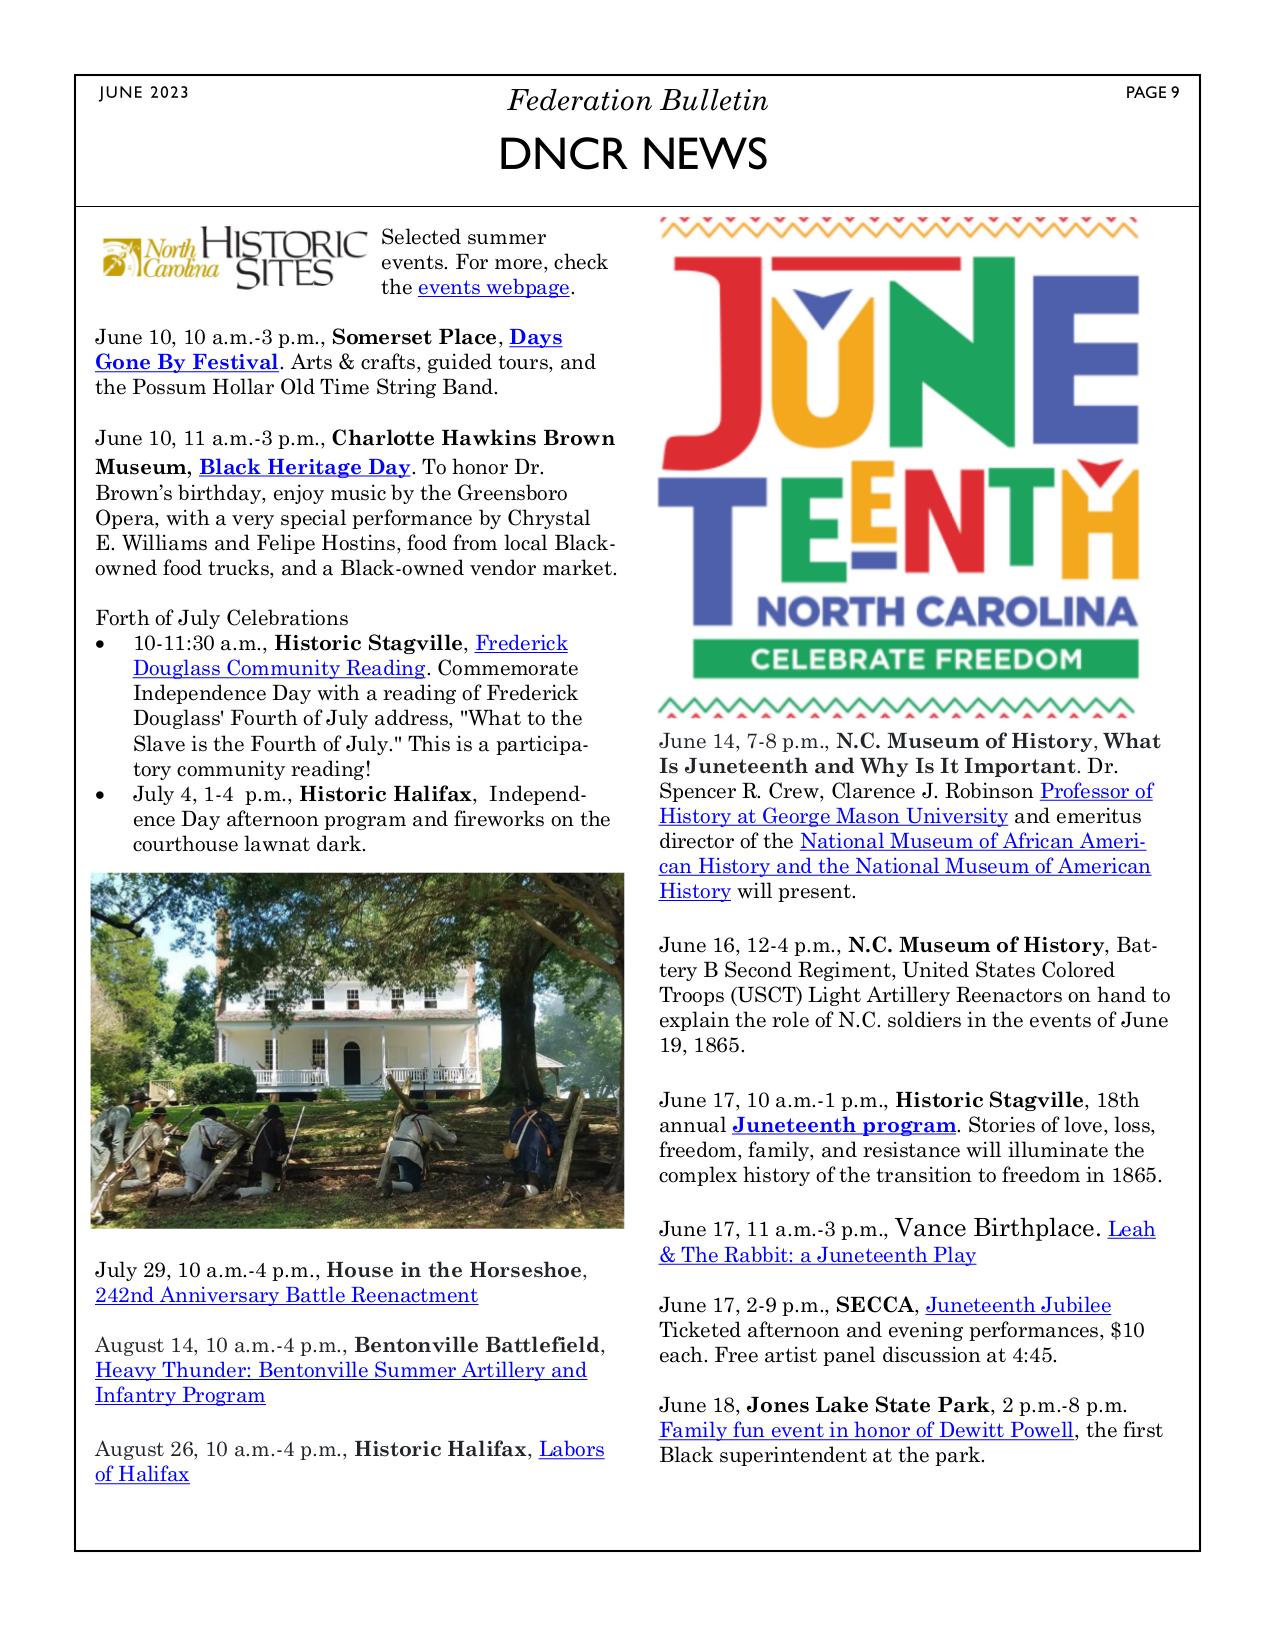 JUNE 2023
Federation Bulletin
PAGE 9
DNCR NEWS
North Carolina HISTORIC SITES
Selected summer
events. For more, check
the events webpage.
June 10, 10 a.m.-3 p.m., Somerset Place, Days
Gone By Festival. Arts & crafts, guided tours, and
the Possum Hollar Old Time String Band.
June 10, 11 a.m.-3 p.m., Charlotte Hawkins Brown
Museum, Black Heritage Day. To honor Dr.
Brown’s birthday, enjoy music by the Greensboro
Opera, with a very special performance by Chrystal
E. Williams and Felipe Hostins, food from local Black-
owned food trucks, and a Black-owned vendor market.
Forth of July Celebrations
• 10-11:30 a.m., Historic Stagville, Frederick
Douglass Community Reading. Commemorate
Independence Day with a reading of Frederick
Douglass' Fourth of July address, "What to the
Slave is the Fourth of July." This is a participa-
tory community reading!
• July 4, 1-4 p.m., Historic Halifax, Independ-
ence Day afternoon program and fireworks on the
courthouse lawnat dark.
July 29, 10 a.m.-4 p.m., House in the Horseshoe,
242nd Anniversary Battle Reenactment
August 14, 10 a.m.-4 p.m., Bentonville Battlefield,
Heavy Thunder: Bentonville Summer Artillery and
Infantry Program
August 26, 10 a.m.-4 p.m., Historic Halifax, Labors
of Halifax
JUNE
TEENTH
NORTH CAROLINA
CELEBRATE FREEDOM
June 14, 7-8 p.m., N.C. Museum of History, What
Is Juneteenth and Why Is It Important. Dr.
Spencer R. Crew, Clarence J. Robinson Professor of
History at George Mason University and emeritus
director of the National Museum of African Ameri-
can History and the National Museum of American
History will present.
June 16, 12-4 p.m., N.C. Museum of History, Bat-
tery B Second Regiment, United States Colored
Troops (USCT) Light Artillery Reenactors on hand to
explain the role of N.C. soldiers in the events of June
19, 1865.
June 17, 10 a.m.-1 p.m., Historic Stagville, 18th
annual Juneteenth program. Stories of love, loss,
freedom, family, and resistance will illuminate the
complex history of the transition to freedom in 1865.
June 17, 11 a.m.-3 p.m., Vance Birthplace. Leah
& The Rabbit: a Juneteenth Play
June 17, 2-9 p.m., SECCA, Juneteenth Jubilee
Ticketed afternoon and evening performances, $10
each. Free artist panel discussion at 4:45.
June 18, Jones Lake State Park, 2 p.m.-8 p.m.
Family fun event in honor of Dewitt Powell, the first
Black superintendent at the park.